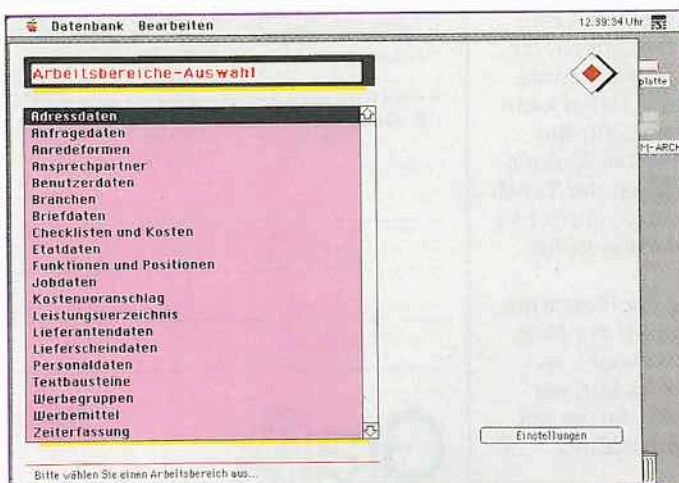 Datenbank Bearbeiten 12.39:34 Uhr
Arbeitsbereiche-Auswahl
platte
M-ARCH
Adressdaten
Anfragedaten
Anredeformen
Ansprechpartner
Benutzerdaten
Branchen
Briefdaten
Checklisten und Kosten
Etatdaten
Funktionen und Positionen
Jobdaten
Kostenvoranschlag
Leistungsverzeichnis
Lieferantendaten
Lieferscheindaten
Personaldaten
Textbausteine
Werbegruppen
Werbemittel
Zeiterfassung
Einstellungen
Bitte wählen Sie einen Arbeitsbereich aus...